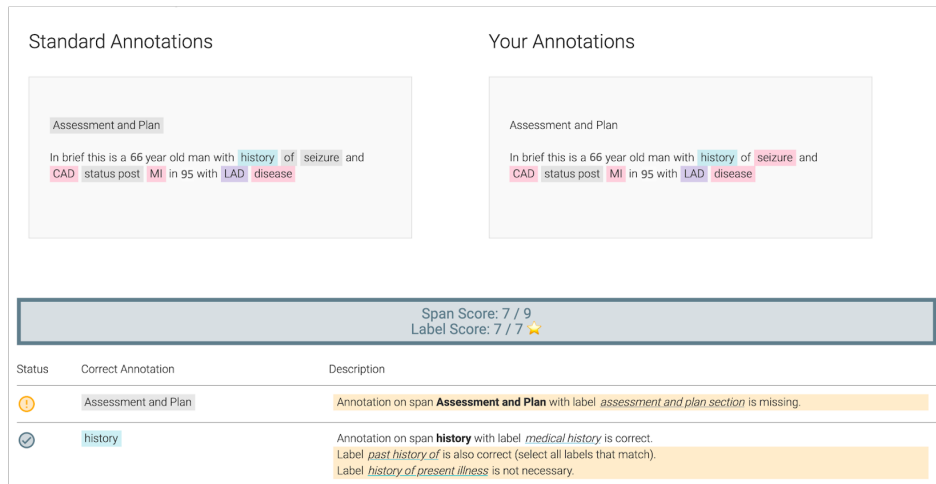 Standard Annotations
Assessment and Plan
In brief this is a 66 year old man with history of seizure and
CAD status post MI in 95 with LAD disease
Your Annotations
Assessment and Plan
In brief this is a 66 year old man with history of seizure and
CAD status post MI in 95 with LAD disease
Span Score: 7 / 9
Label Score: 7 / 7 ⭐
Status Correct Annotation Description
Assessment and Plan Annotation on span Assessment and Plan with label assessment and plan section is missing.
history Annotation on span history with label medical history is correct.
Label past history of is also correct (select all labels that match).
Label history of present illness is not necessary.